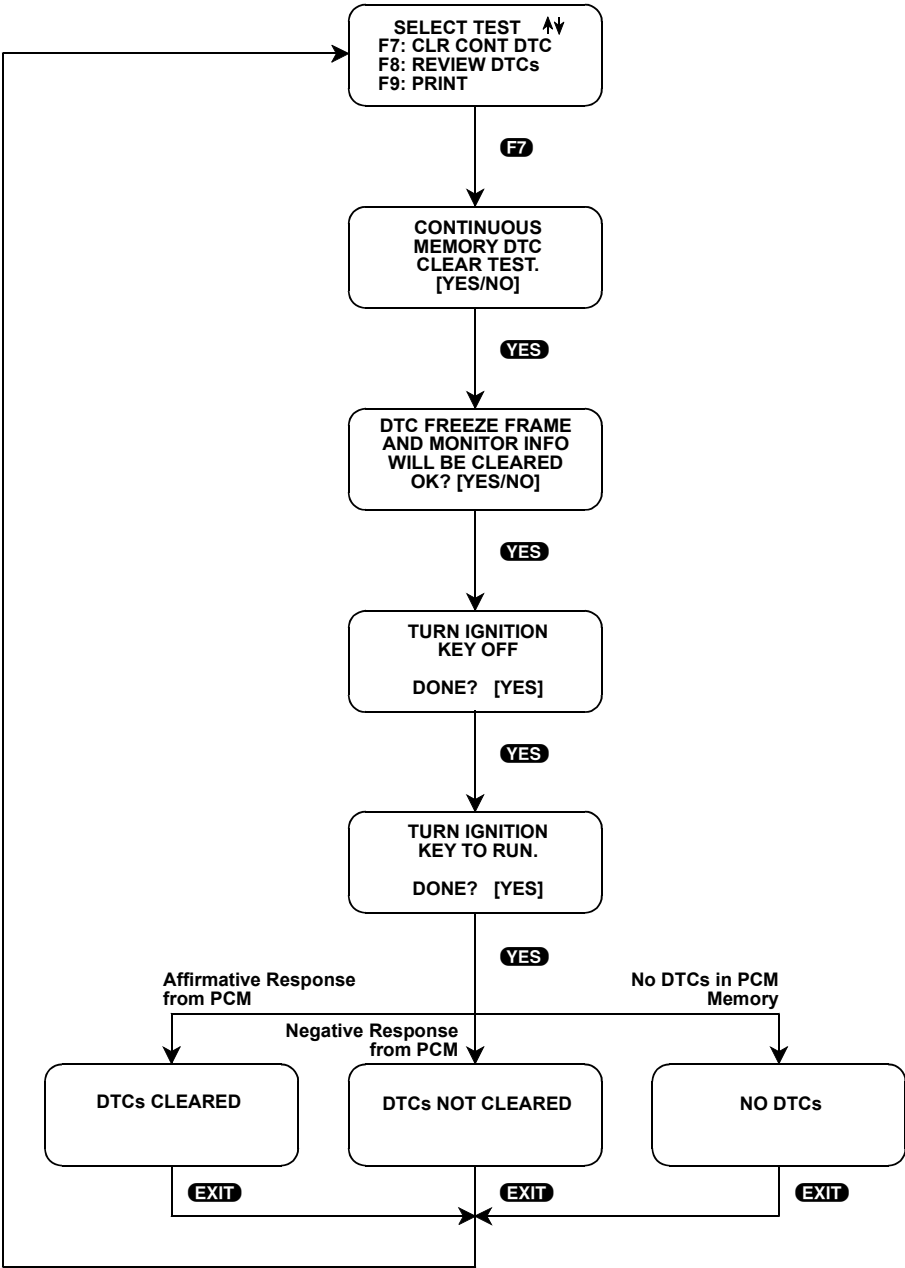 SELECT TEST
F7: CLR CONT DTC
F8: REVIEW DTCs
F9: PRINT
F7
CONTINUOUS
MEMORY DTC
CLEAR TEST.
[YES/NO]
YES
DTC FREEZE FRAME
AND MONITOR INFO
WILL BE CLEARED
OK? [YES/NO]
YES
TURN IGNITION
KEY OFF
DONE? [YES]
YES
TURN IGNITION
KEY TO RUN.
DONE? [YES]
YES
Affirmative Response
from PCM
Negative Response
from PCM
No DTCs in PCM
Memory
DTCs CLEARED
DTCs NOT CLEARED
NO DTCs
EXIT
EXIT
EXIT